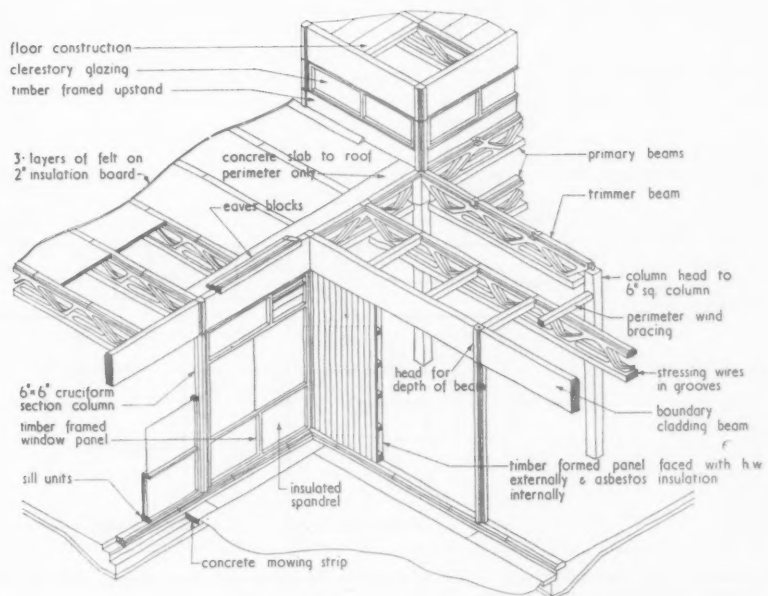 floor construction
clerestory glazing
timber framed upstand
3· layers of felt on
2" insulation board
concrete slab to roof
perimeter only
eaves blocks
primary beams
trimmer beam
column head to
6" sq. column
perimeter wind
bracing
head for
depth of beam
stressing wires
in grooves
boundary
cladding beam
6"×6" cruciform
section column
timber framed
window panel
sill units
insulated
spandrel
timber formed panel faced with h.w
externally & asbestos insulation
internally
concrete mowing strip